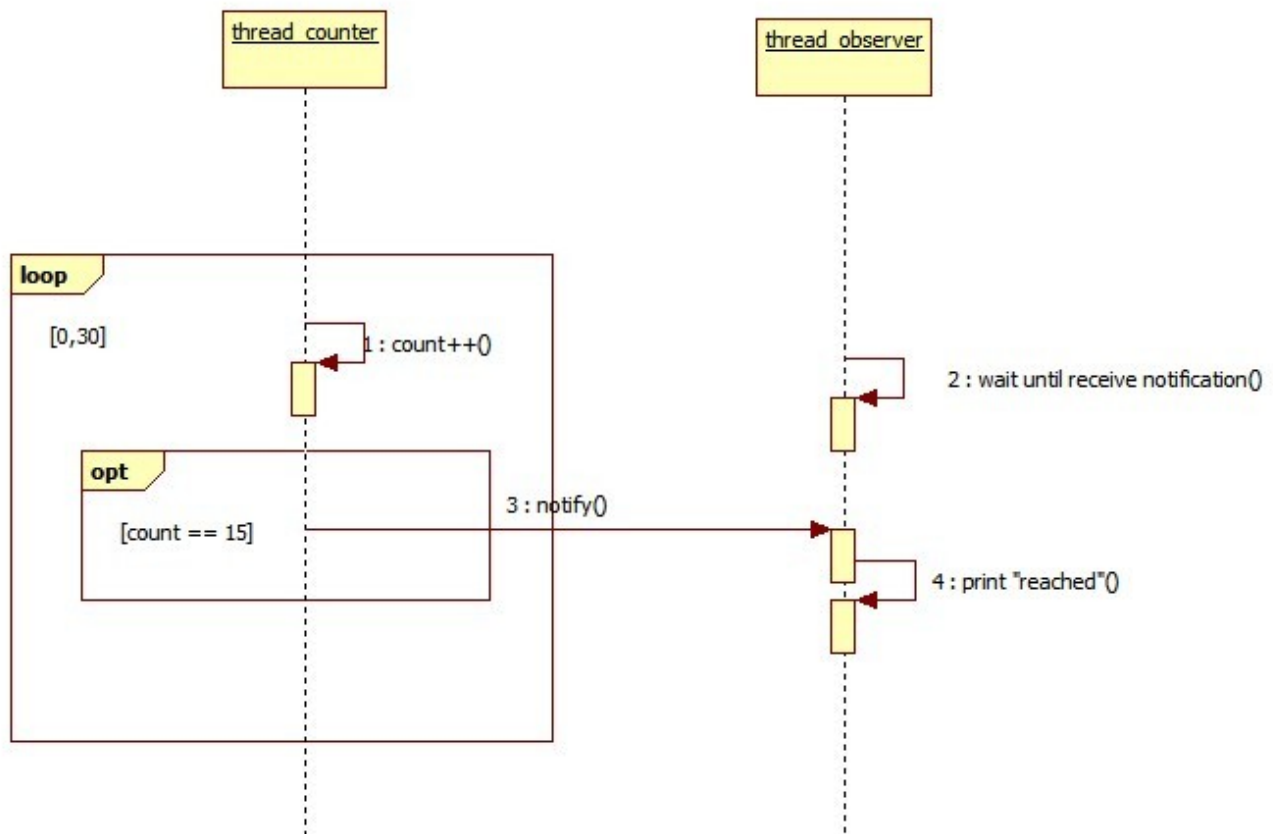 thread_counter
thread_observer
loop
[0,30]
1 : count++()
2 : wait until receive notification()
opt
3 : notify()
[count == 15]
4 : print "reached"()